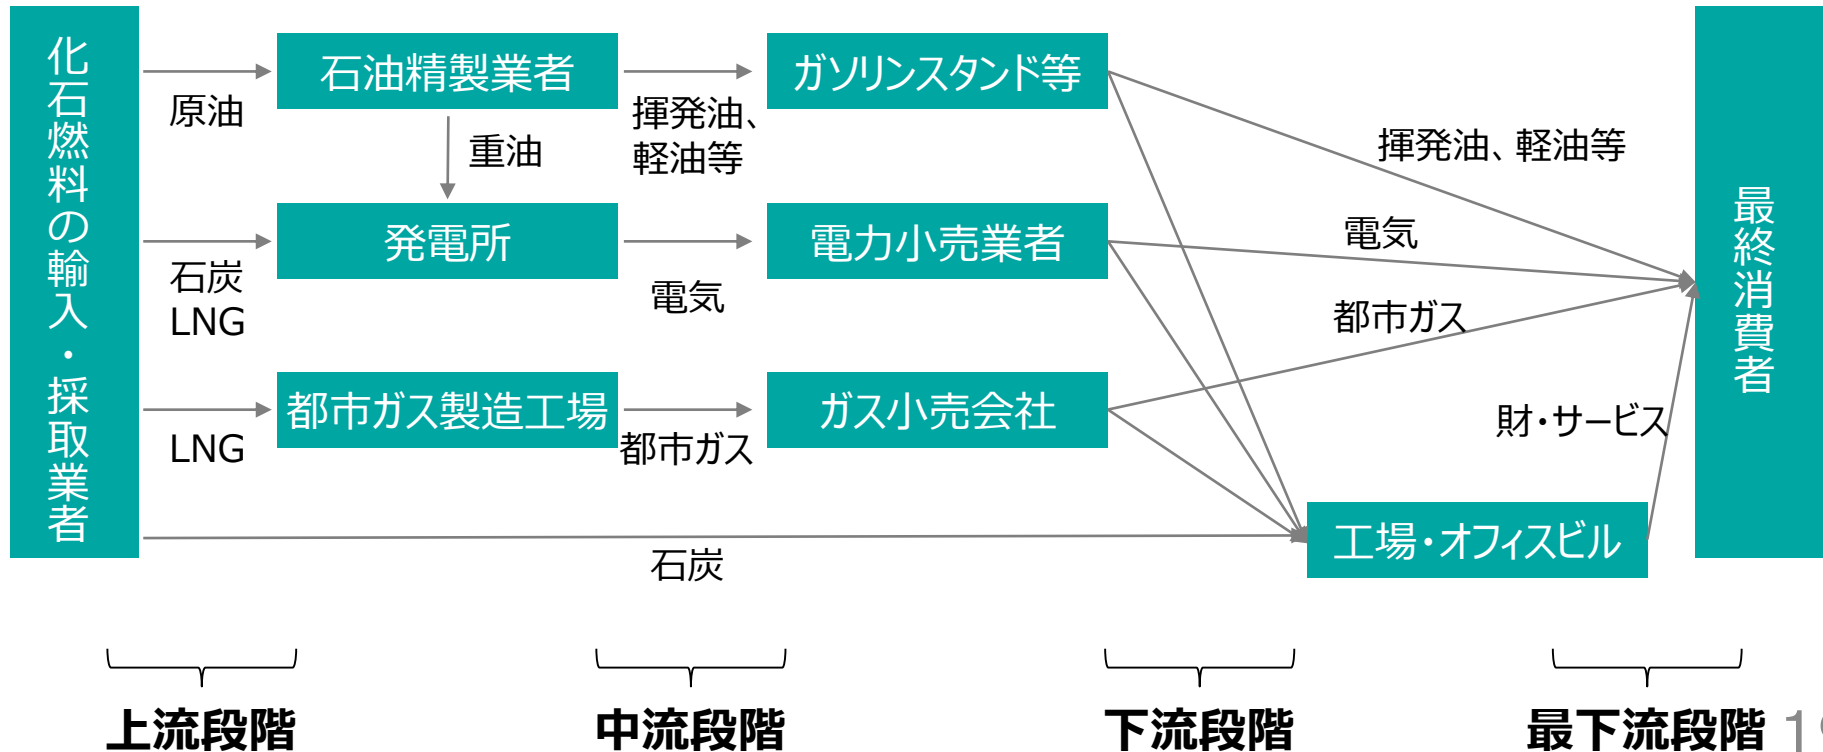 化石燃料の輸入・採取業者
原油
石油精製業者
揮発油、
軽油等
ガソリンスタンド等
重油
揮発油、軽油等
石炭
LNG
発電所
電気
電力小売業者
電気
LNG
都市ガス製造工場
都市ガス
ガス小売会社
都市ガス
財・サービス
石炭
工場・オフィスビル
最終消費者
上流段階
中流段階
下流段階
最下流段階